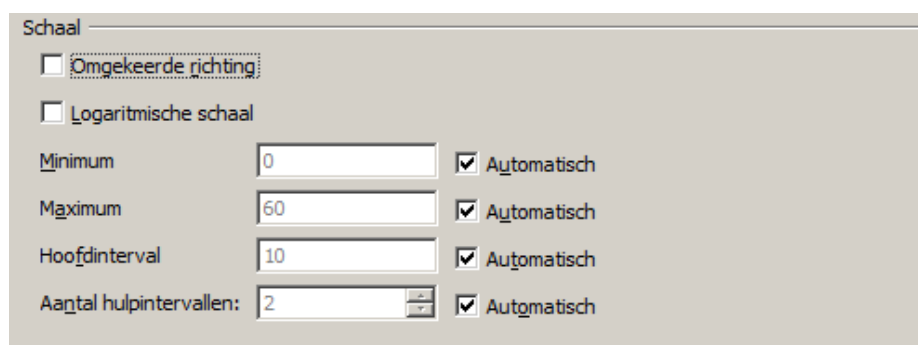 Schaal
Omgekeerde richting
Logaritmische schaal
Minimum 0 Automatisch
Maximum 60 Automatisch
Hoofdinterval 10 Automatisch
Aantal hulpintervallen: 2 Automatisch